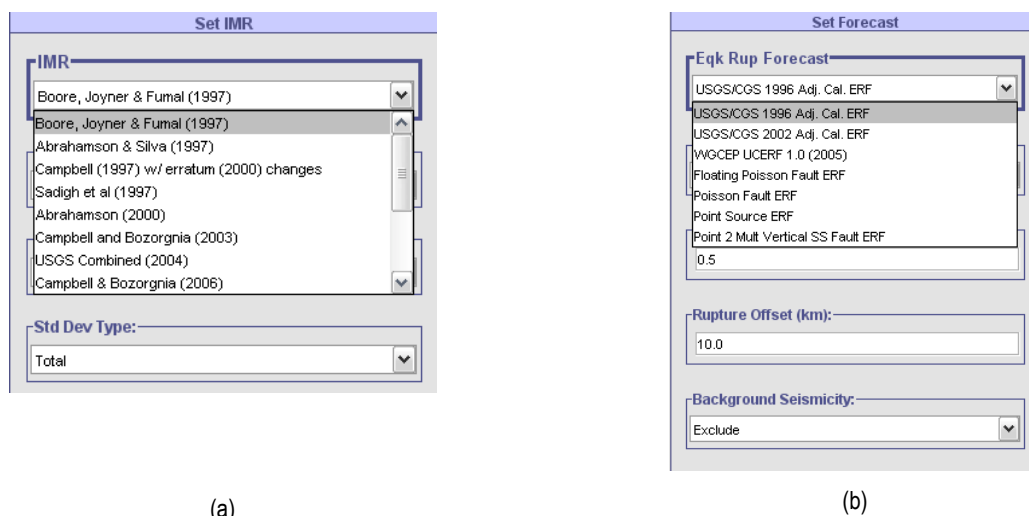 Set IMR
IMR
Boore, Joyner & Fumal (1997)
Boore, Joyner & Fumal (1997)
Abrahamson & Silva (1997)
Campbell (1997) w/ erratum (2000) changes
Sadigh et al (1997)
Abrahamson (2000)
Campbell and Bozorgnia (2003)
USGS Combined (2004)
Campbell & Bozorgnia (2006)
Std Dev Type:
Total
(a)
Set Forecast
Eqk Rup Forecast
USGS/CGS 1996 Adj. Cal. ERF
USGS/CGS 1996 Adj. Cal. ERF
USGS/CGS 2002 Adj. Cal. ERF
WGCEP UCERF 1.0 (2005)
Floating Poisson Fault ERF
Poisson Fault ERF
Point Source ERF
Point 2 Mult Vertical SS Fault ERF
0.5
Rupture Offset (km):
10.0
Background Seismicity:
Exclude
(b)